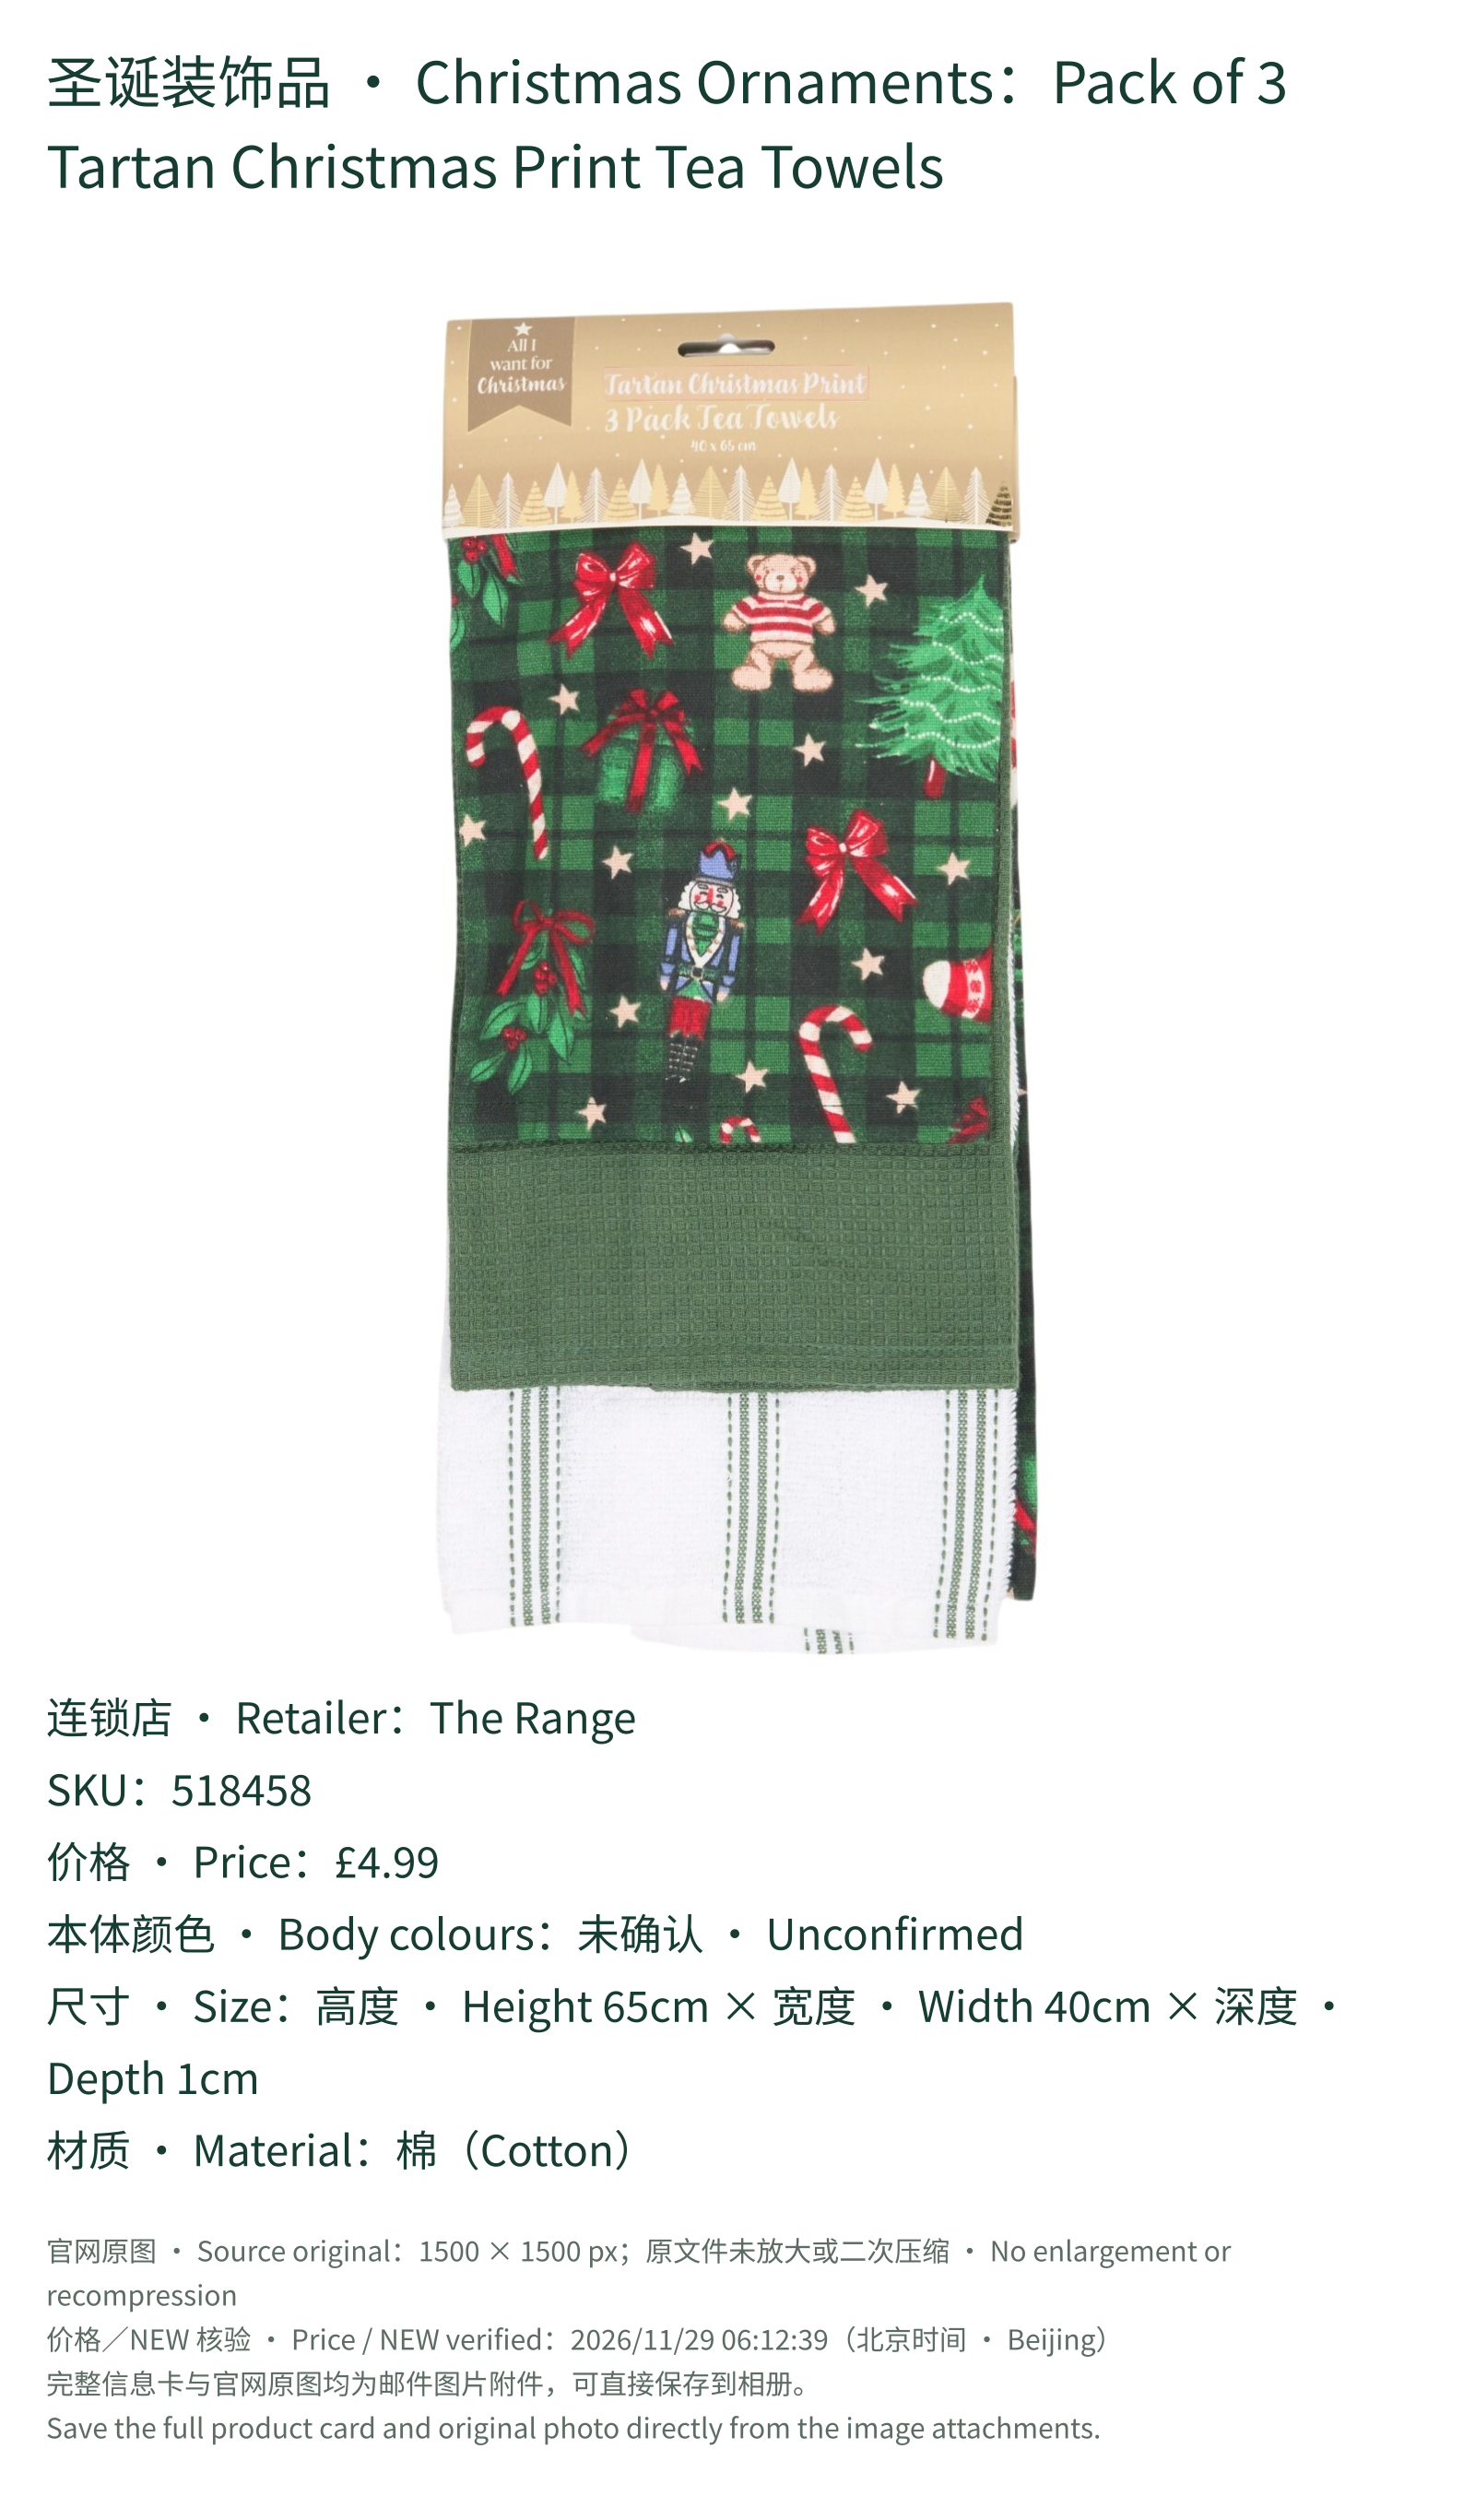 圣诞装饰品 · Christmas Ornaments：Pack of 3
Tartan Christmas Print Tea Towels
All I
want for
Christmas
Tartan Christmas Print
3 Pack Tea Towels
40 x 65 cm
连锁店 · Retailer：The Range
SKU：518458
价格 · Price：£4.99
本体颜色 · Body colours：未确认 · Unconfirmed
尺寸 · Size：高度 · Height 65cm × 宽度 · Width 40cm × 深度 ·
Depth 1cm
材质 · Material：棉（Cotton）
官网原图 · Source original：1500 × 1500 px；原文件未放大或二次压缩 · No enlargement or
recompression
价格／NEW 核验 · Price / NEW verified：2026/11/29 06:12:39（北京时间 · Beijing）
完整信息卡与官网原图均为邮件图片附件，可直接保存到相册。
Save the full product card and original photo directly from the image attachments.